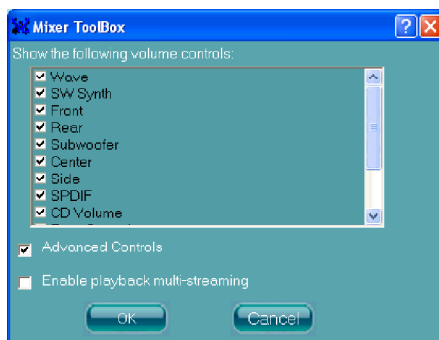 Mixer ToolBox
Show the following volume controls:
Wave
SW Synth
Front
Rear
Subwoofer
Center
Side
SPDIF
CD Volume
Advanced Controls
Enable playback multi-streaming
OK
Cancel